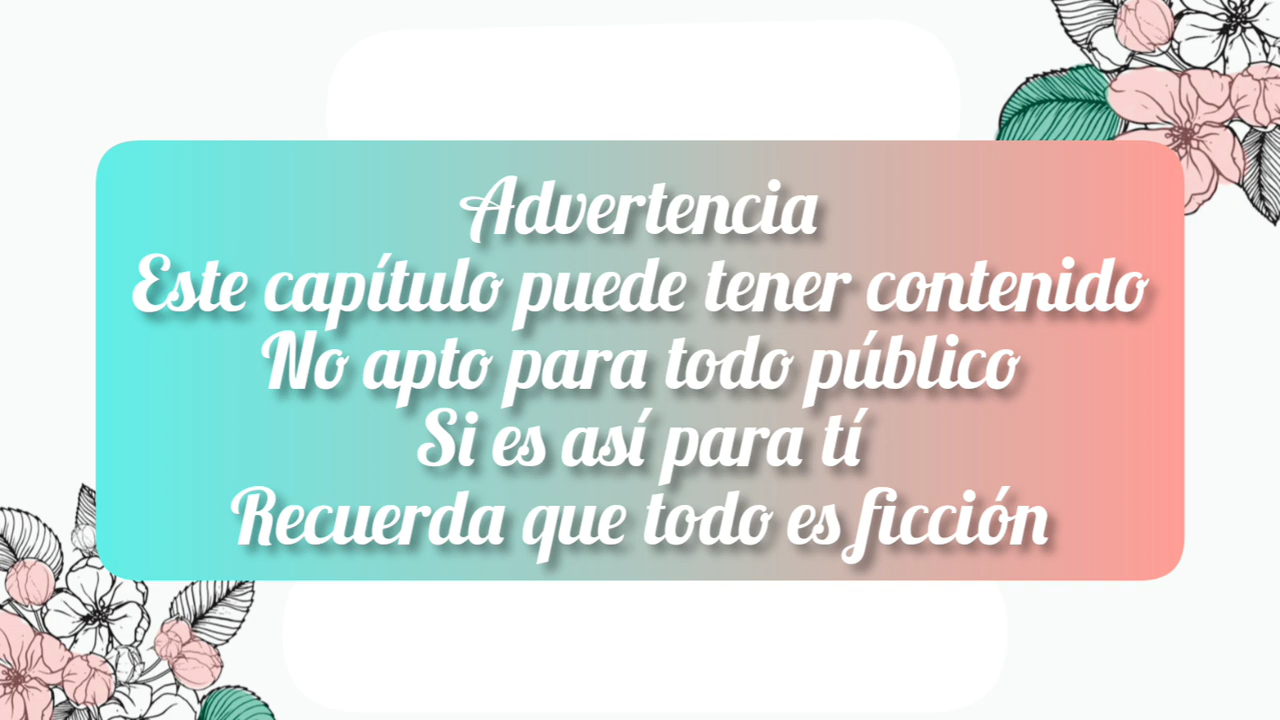 Advertencia
Este capítulo puede tener contenido
No apto para todo público
Si es así para tí
Recuerda que todo es ficción